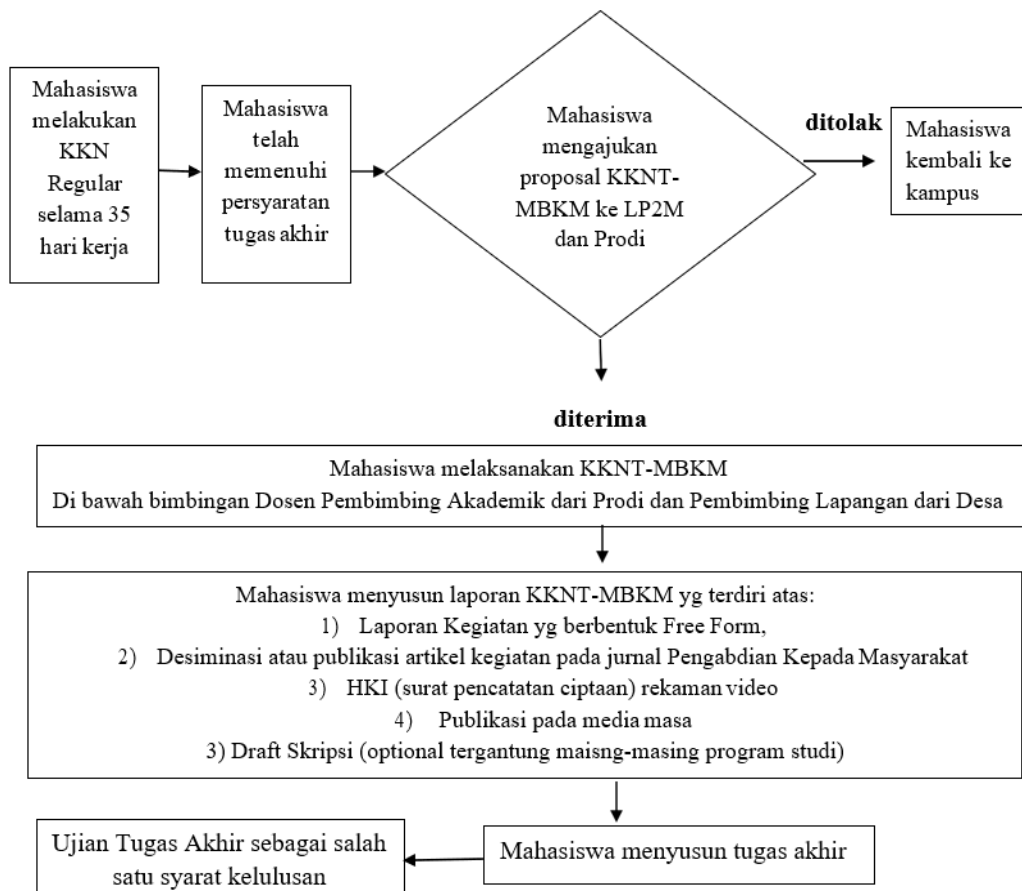 Mahasiswa
melakukan
KKN
Regular
selama 35
hari kerja
Mahasiswa
telah
memenuhi
persyaratan
tugas akhir
Mahasiswa
mengajukan
proposal KKNT-
MBKM ke LP2M
dan Prodi
ditolak
Mahasiswa
kembali ke
kampus
diterima
Mahasiswa melaksanakan KKNT-MBKM
Di bawah bimbingan Dosen Pembimbing Akademik dari Prodi dan Pembimbing Lapangan dari Desa
Mahasiswa menyusun laporan KKNT-MBKM yg terdiri atas:
1) Laporan Kegiatan yg berbentuk Free Form,
2) Desiminasi atau publikasi artikel kegiatan pada jurnal Pengabdian Kepada Masyarakat
3) HKI (surat pencatatan ciptaan) rekaman video
4) Publikasi pada media masa
3) Draft Skripsi (optional tergantung maisng-masing program studi)
Mahasiswa menyusun tugas akhir
Ujian Tugas Akhir sebagai salah
satu syarat kelulusan